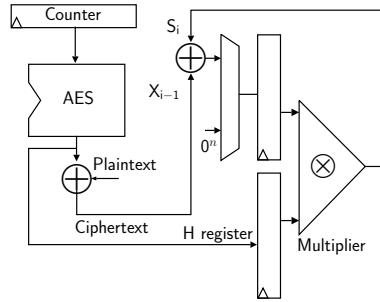 Counter
S_i
AES
X_{i−1}
0^n
Plaintext
Ciphertext
H register
Multiplier